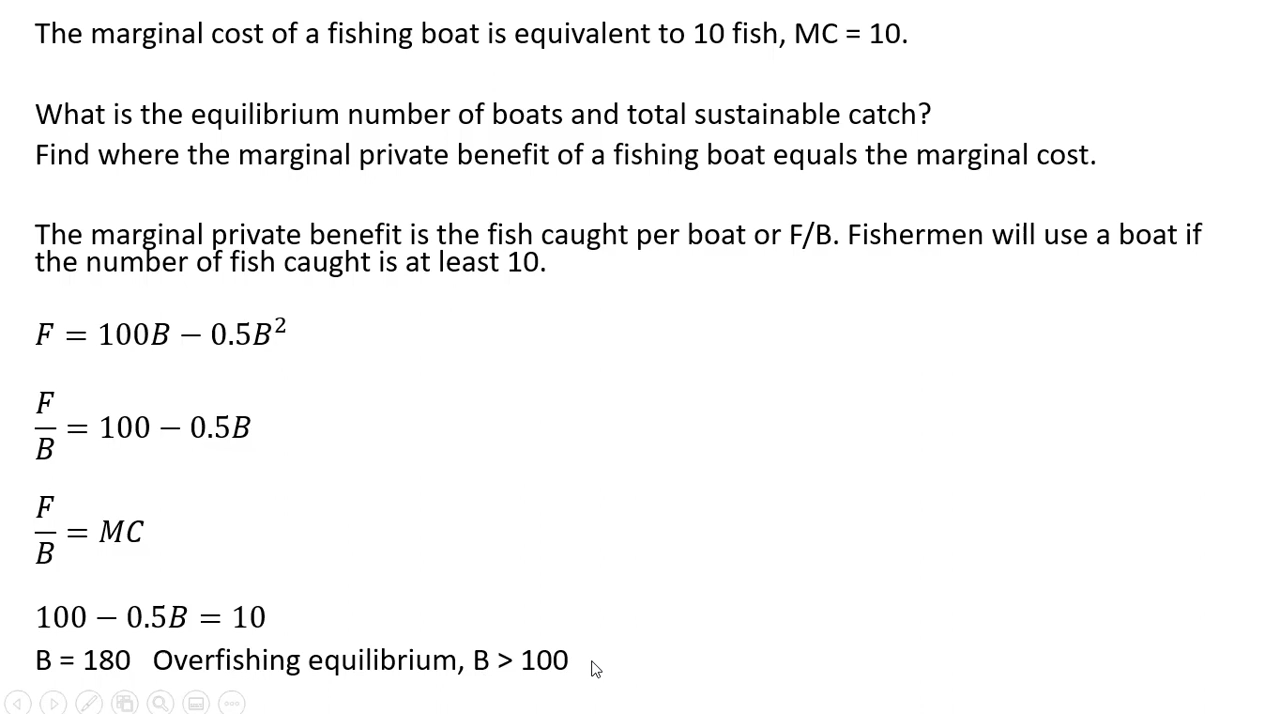 The marginal cost of a fishing boat is equivalent to 10 fish, MC = 10.
What is the equilibrium number of boats and total sustainable catch?
Find where the marginal private benefit of a fishing boat equals the marginal cost.
The marginal private benefit is the fish caught per boat or F/B. Fishermen will use a boat if
the number of fish caught is at least 10.
F = 100B − 0.5B²
F/B = 100 − 0.5B
F/B = MC
100 − 0.5B = 10
B = 180 Overfishing equilibrium, B > 100